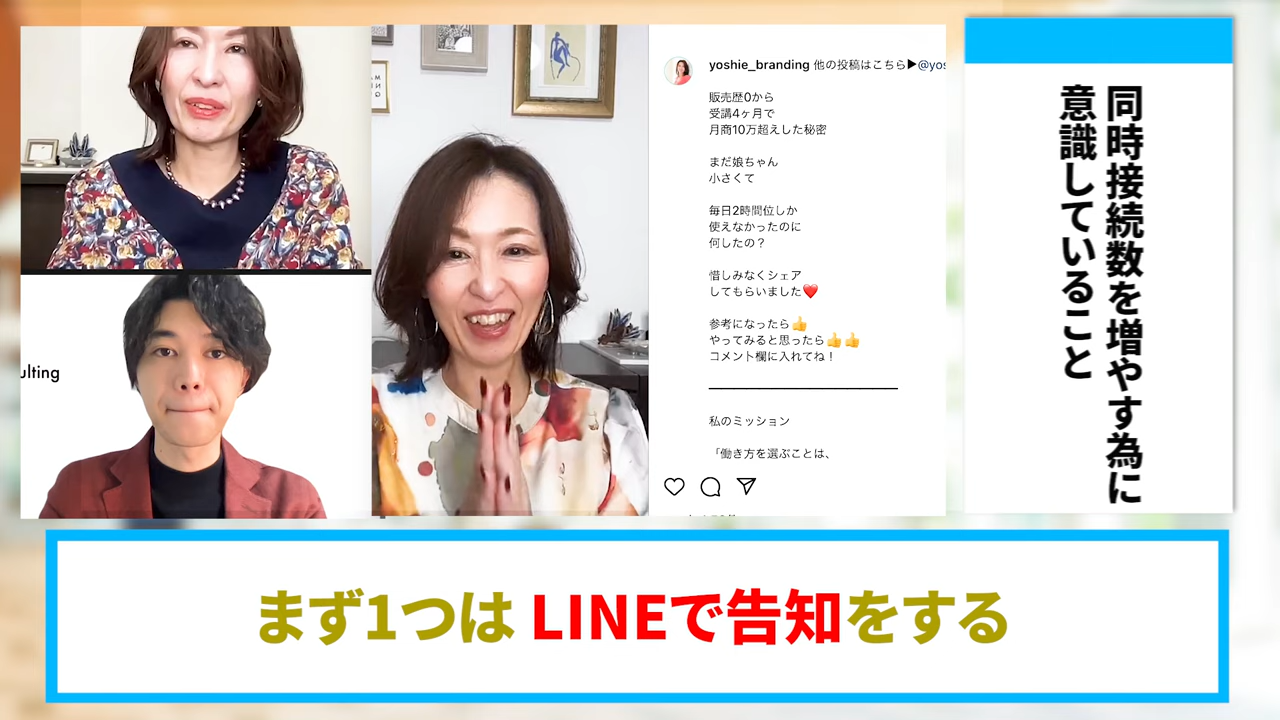 ulting
yoshie_branding 他の投稿はこちら▶@yos
販売歴0から
受講4ヶ月で
月商10万超えした秘密
まだ娘ちゃん
小さくて
毎日2時間位しか
使えなかったのに
何したの？
惜しみなくシェア
してもらいました❤️
参考になったら👍
やってみると思ったら👍👍
コメント欄に入れてね！
私のミッション
「働き方を選ぶことは、
同時接続数を増やす為に
意識していること
まず1つは LINEで告知をする